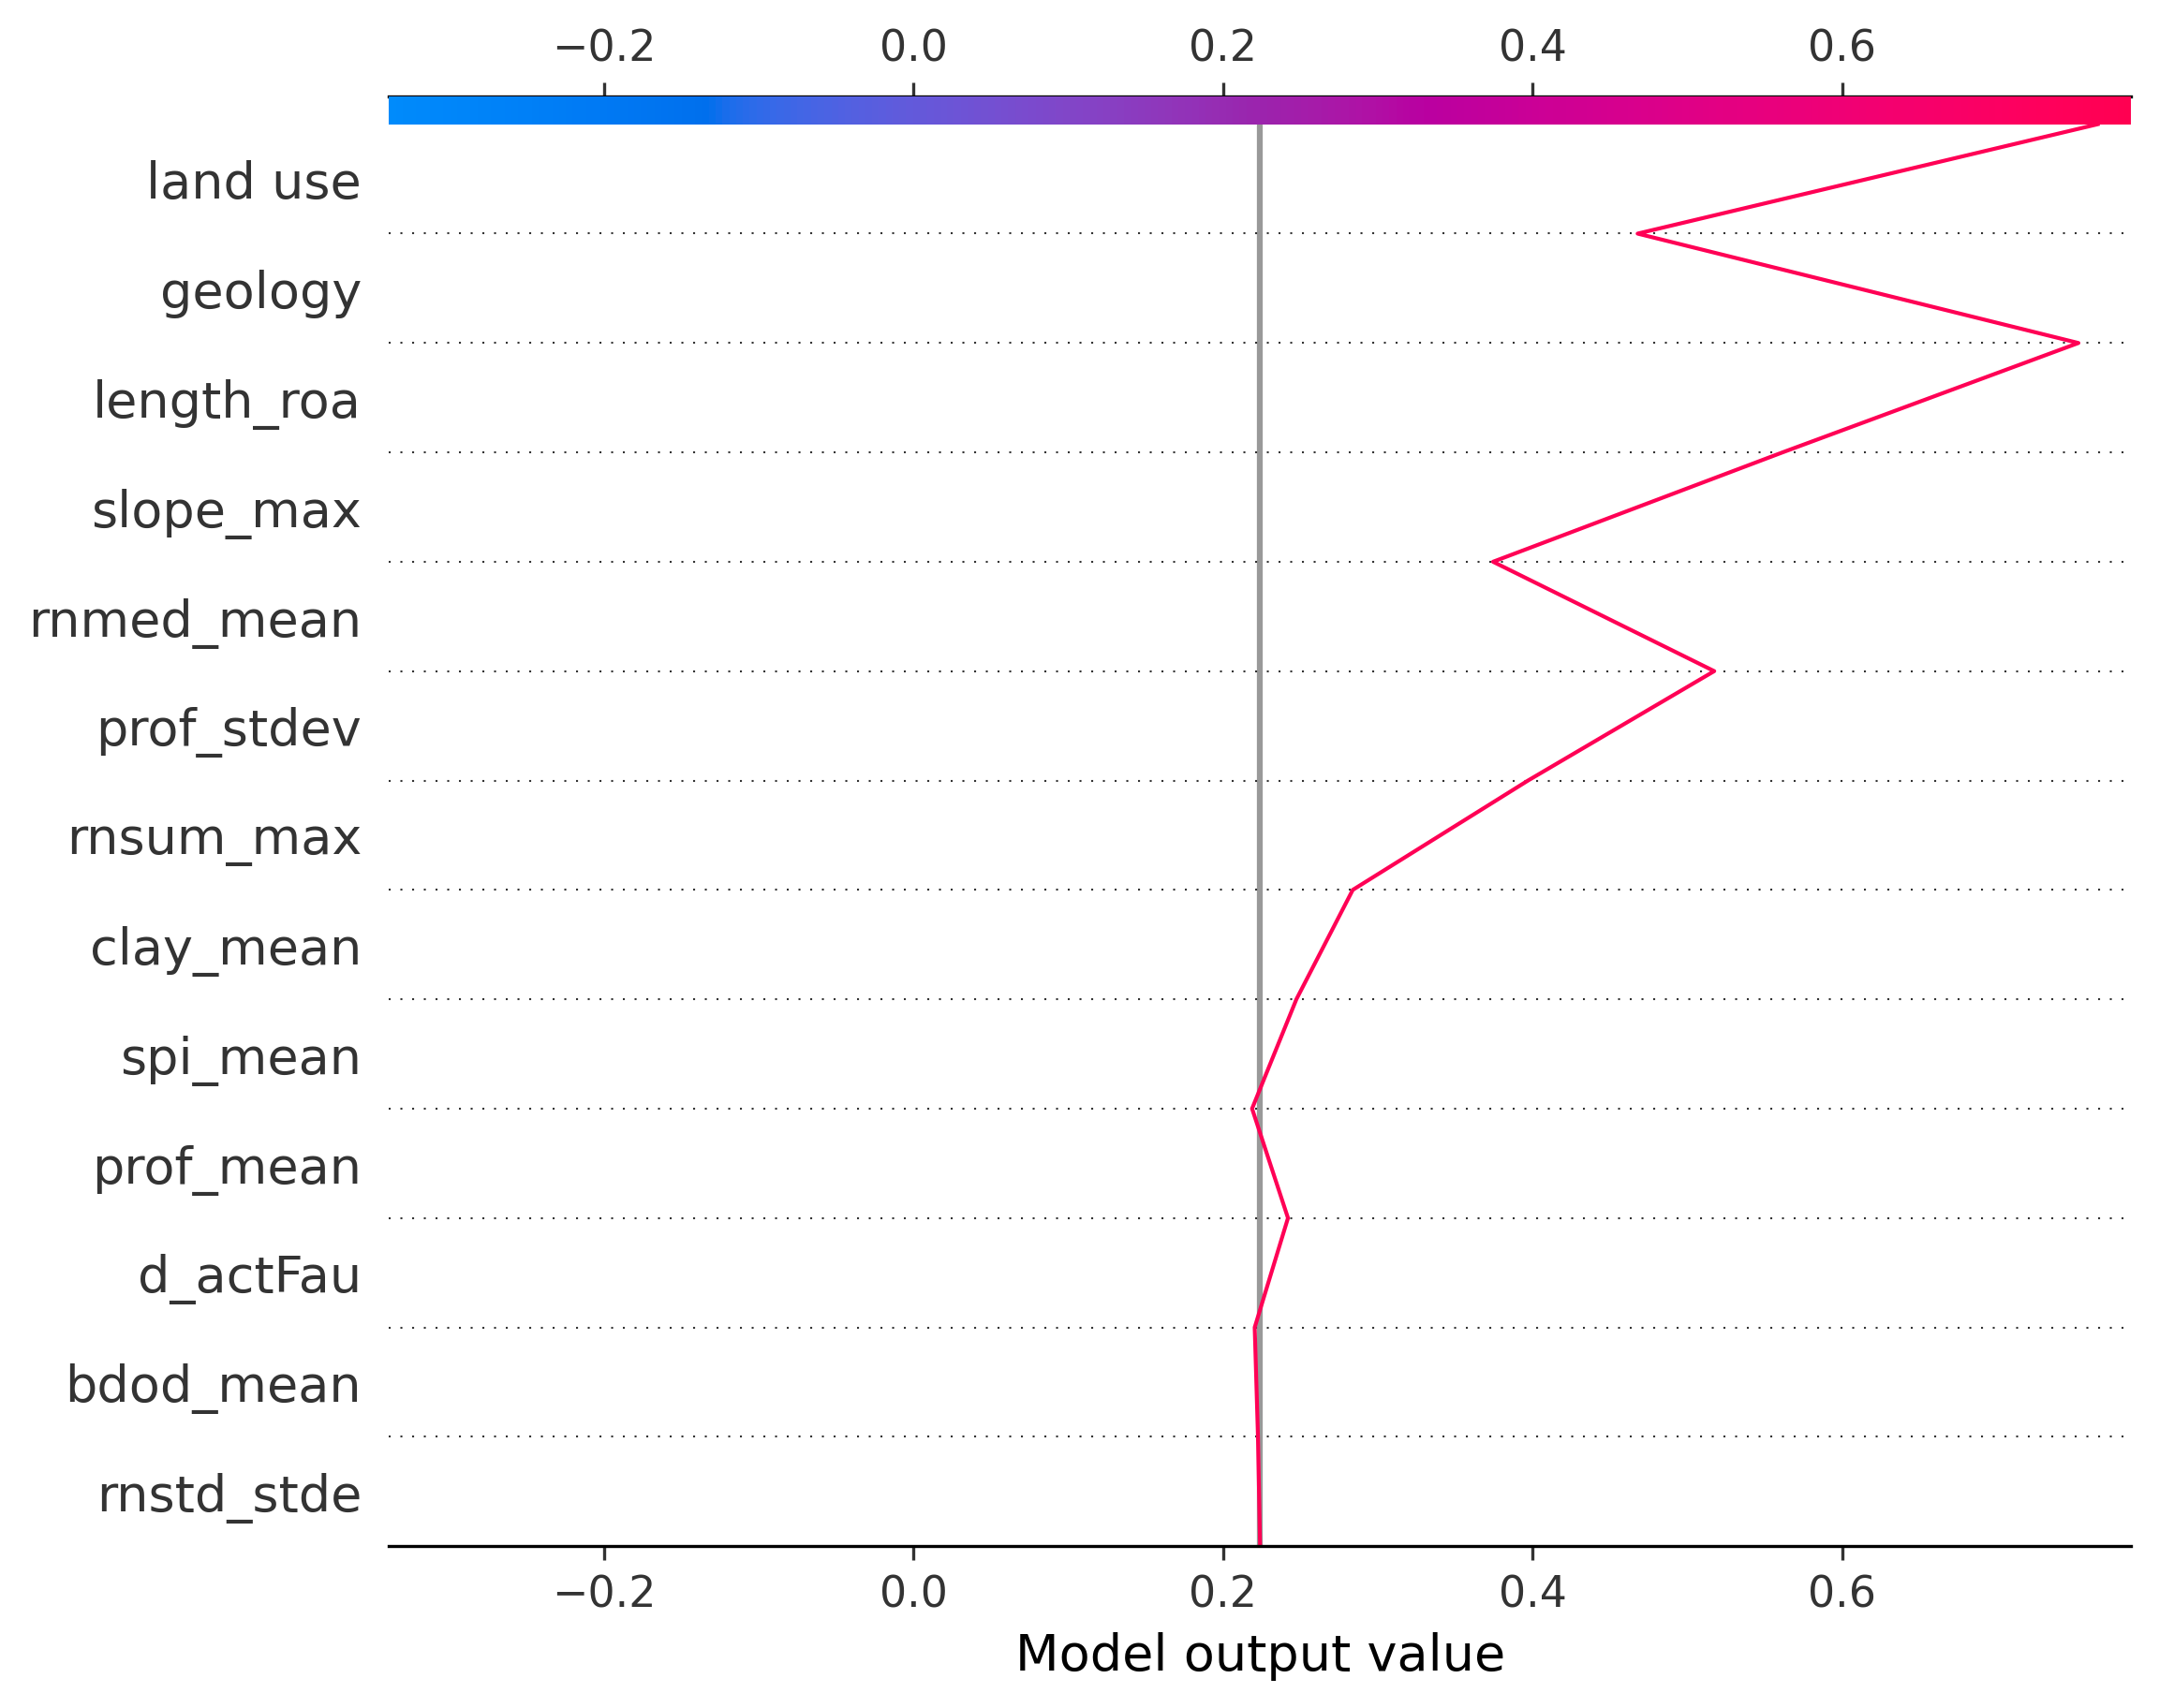 −0.2 0.0 0.2 0.4 0.6
land use
geology
length_roa
slope_max
rnmed_mean
prof_stdev
rnsum_max
clay_mean
spi_mean
prof_mean
d_actFau
bdod_mean
rnstd_stde
−0.2 0.0 0.2 0.4 0.6
Model output value